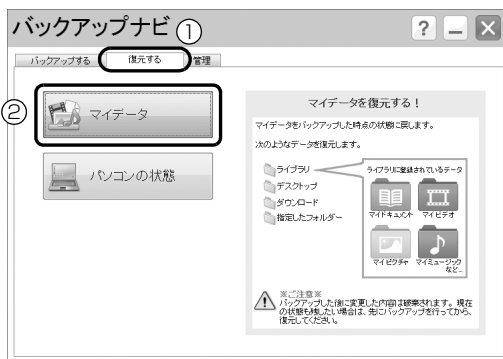 バックアップナビ
①
?
バックアップする
復元する
管理
②
マイデータ
パソコンの状態
マイデータを復元する！
マイデータをバックアップした時点の状態に戻します。
次のようなデータを復元します。
ライブラリ
デスクトップ
ダウンロード
指定したフォルダー
ライブラリに登録されているデータ
マイドキュメント
マイビデオ
マイピクチャ
マイミュージック
など...
※ご注意※
バックアップした後に変更した内容は破棄されます。現在
の状態も残したい場合は、先にバックアップを行ってから、
復元してください。